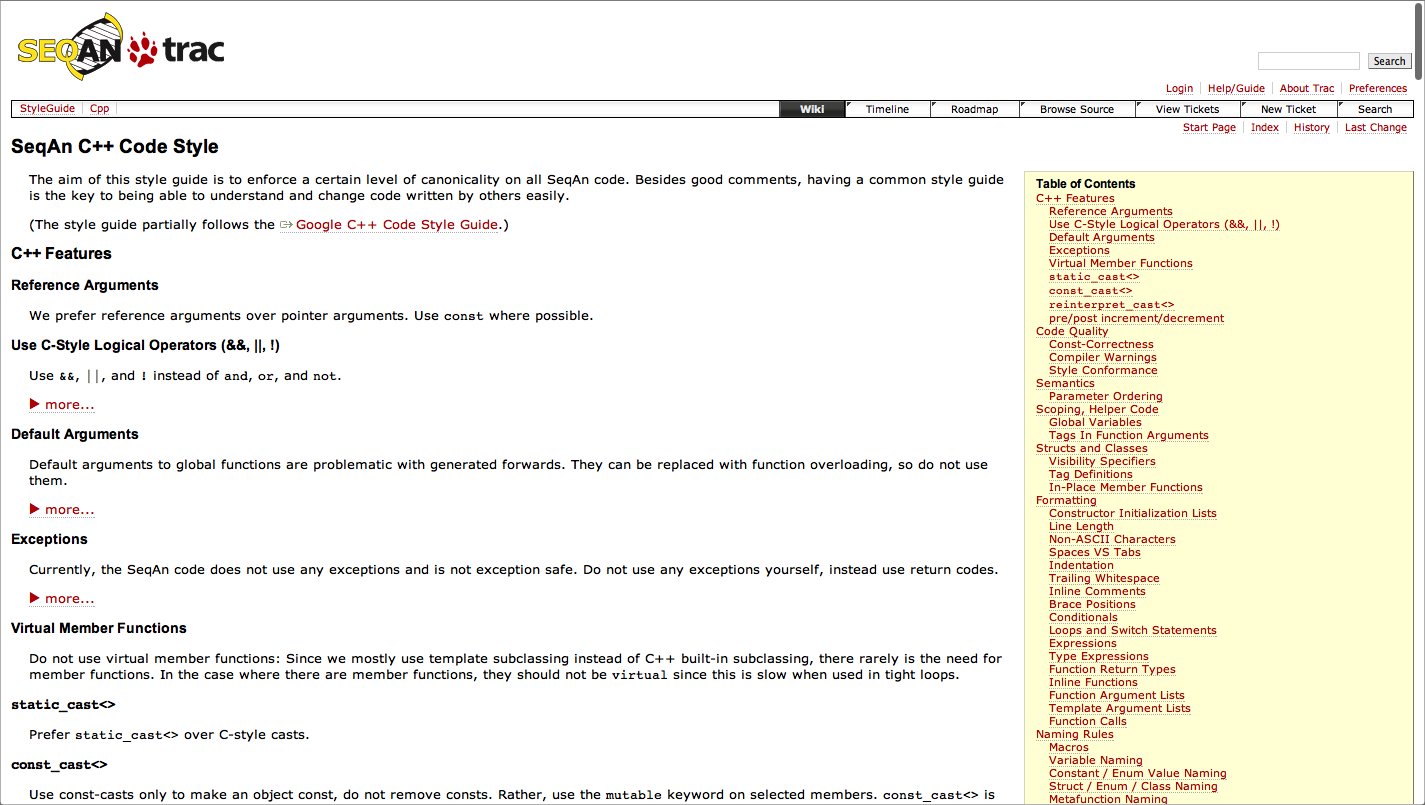 SEQAN trac
Search
Login Help/Guide About Trac Preferences
StyleGuide Cpp Wiki Timeline Roadmap Browse Source View Tickets New Ticket Search
Start Page Index History Last Change
SeqAn C++ Code Style
The aim of this style guide is to enforce a certain level of canonicality on all SeqAn code. Besides good comments, having a common style guide
is the key to being able to understand and change code written by others easily.
(The style guide partially follows the Google C++ Code Style Guide.)
C++ Features
Reference Arguments
We prefer reference arguments over pointer arguments. Use const where possible.
Use C-Style Logical Operators (&&, ||, !)
Use &&, ||, and ! instead of and, or, and not.
more...
Default Arguments
Default arguments to global functions are problematic with generated forwards. They can be replaced with function overloading, so do not use
them.
more...
Exceptions
Currently, the SeqAn code does not use any exceptions and is not exception safe. Do not use any exceptions yourself, instead use return codes.
more...
Virtual Member Functions
Do not use virtual member functions: Since we mostly use template subclassing instead of C++ built-in subclassing, there rarely is the need for
member functions. In the case where there are member functions, they should not be virtual since this is slow when used in tight loops.
static_cast<>
Prefer static_cast<> over C-style casts.
const_cast<>
Use const-casts only to make an object const, do not remove consts. Rather, use the mutable keyword on selected members. const_cast<> is
Table of Contents
C++ Features
Reference Arguments
Use C-Style Logical Operators (&&, ||, !)
Default Arguments
Exceptions
Virtual Member Functions
static_cast<>
const_cast<>
reinterpret_cast<>
pre/post increment/decrement
Code Quality
Const-Correctness
Compiler Warnings
Style Conformance
Semantics
Parameter Ordering
Scoping, Helper Code
Global Variables
Tags In Function Arguments
Structs and Classes
Visibility Specifiers
Tag Definitions
In-Place Member Functions
Formatting
Constructor Initialization Lists
Line Length
Non-ASCII Characters
Spaces VS Tabs
Indentation
Trailing Whitespace
Inline Comments
Brace Positions
Conditionals
Loops and Switch Statements
Expressions
Type Expressions
Function Return Types
Inline Functions
Function Argument Lists
Template Argument Lists
Function Calls
Naming Rules
Macros
Variable Naming
Constant / Enum Value Naming
Struct / Enum / Class Naming
Metafunction Naming